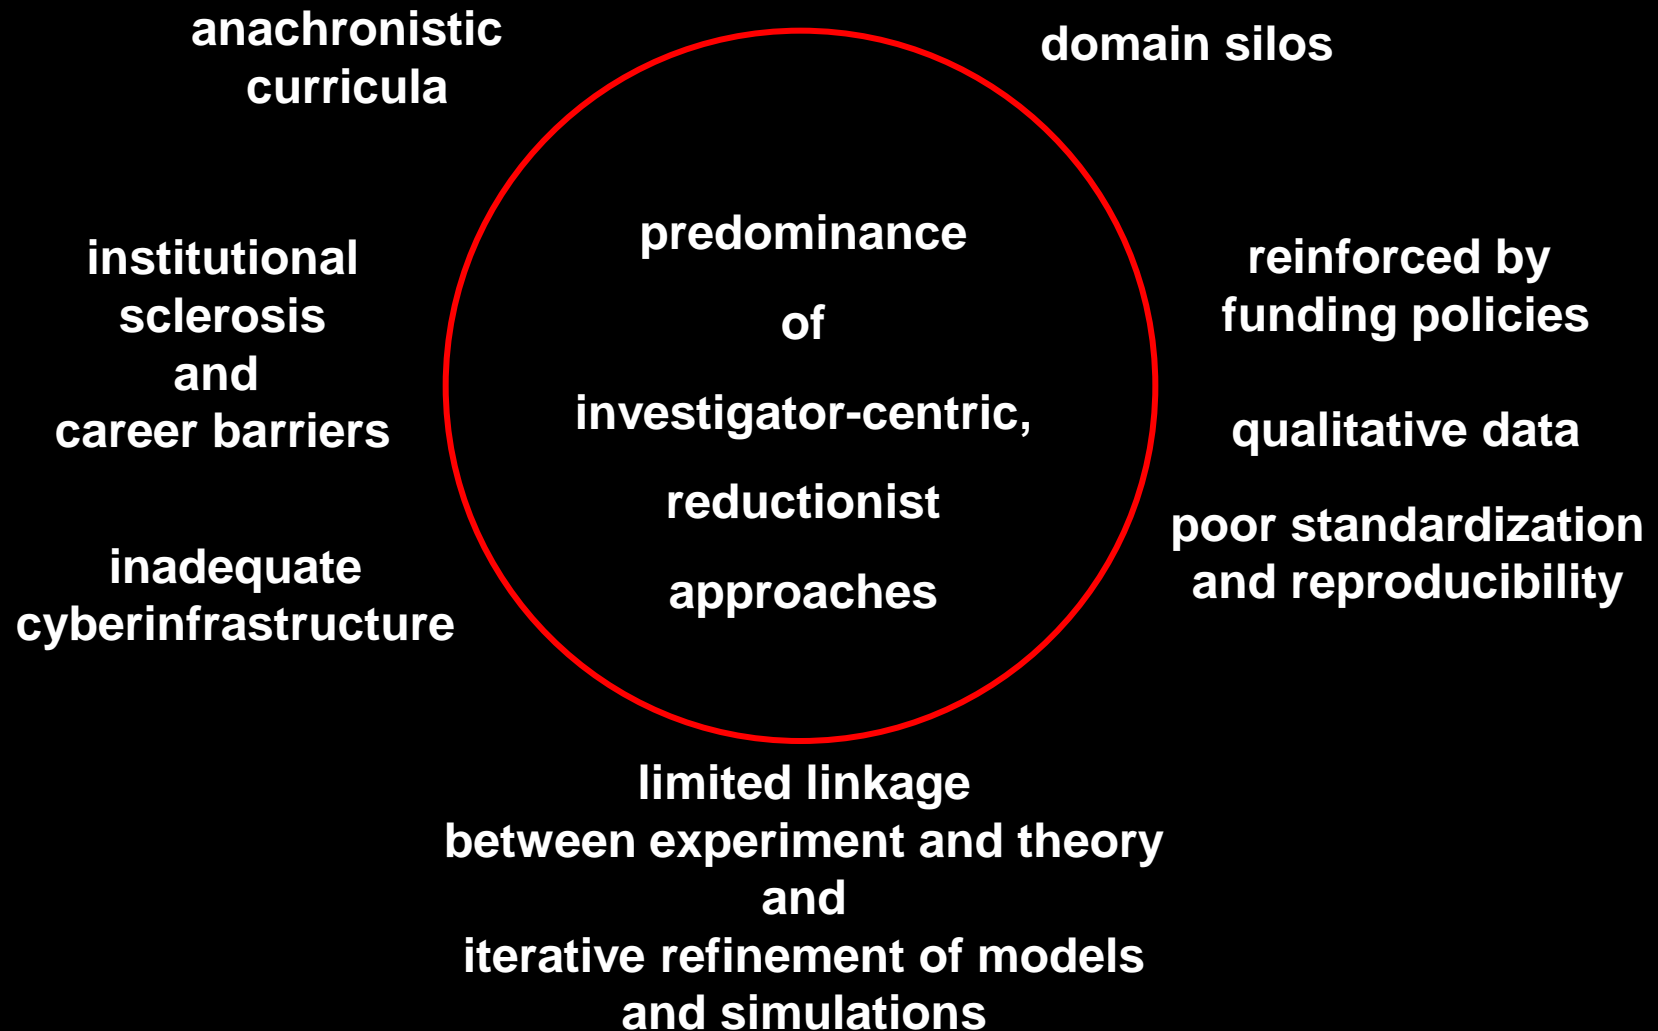 anachronistic
curricula
domain silos
institutional
sclerosis
and
career barriers
inadequate
cyberinfrastructure
predominance
of
investigator-centric,
reductionist
approaches
reinforced by
funding policies
qualitative data
poor standardization
and reproducibility
limited linkage
between experiment and theory
and
iterative refinement of models
and simulations